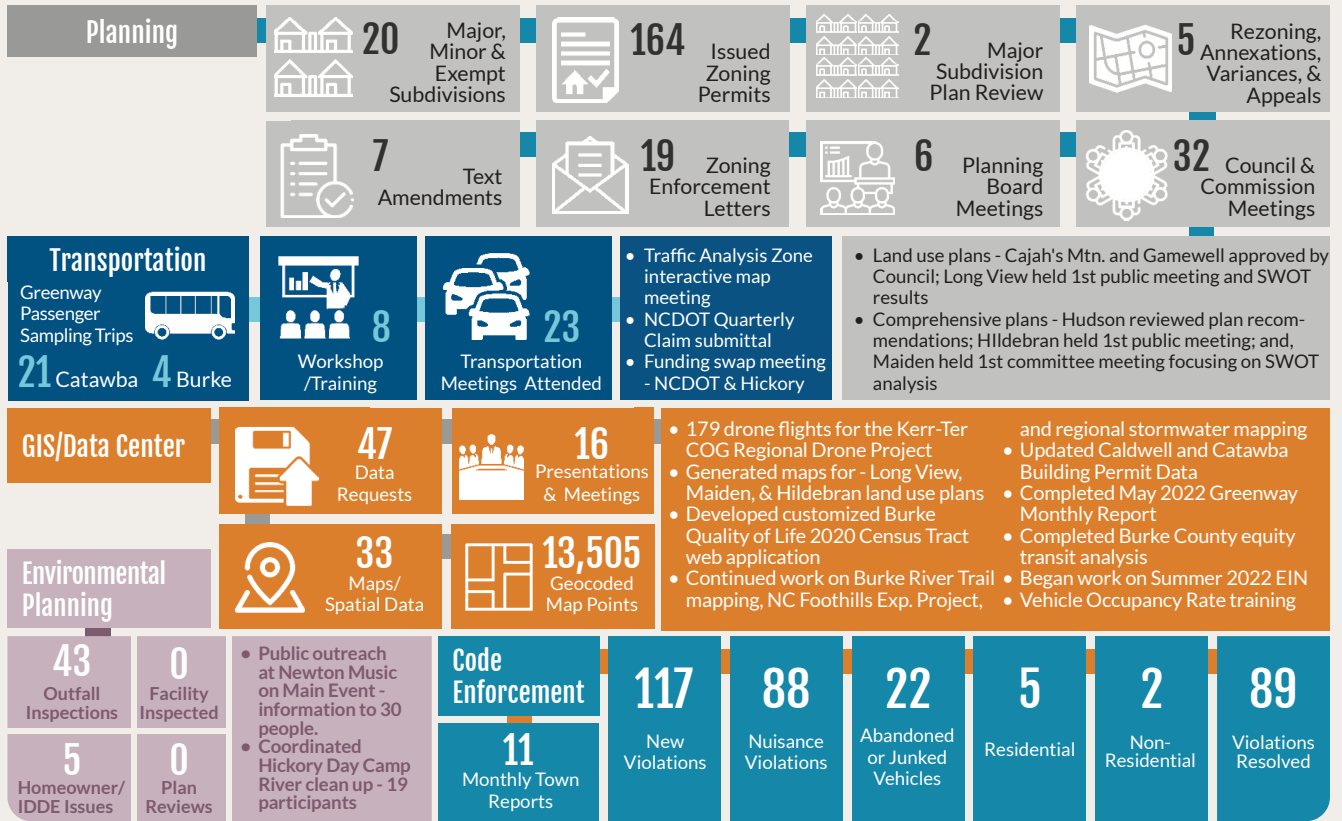 Planning
20
Major,
Minor &
Exempt
Subdivisions
164
Issued
Zoning
Permits
2
Major
Subdivision
Plan Review
5
Rezoning,
Annexations,
Variances, &
Appeals
7
Text
Amendments
19
Zoning
Enforcement
Letters
6
Planning
Board
Meetings
32
Council &
Commission
Meetings
Transportation
Greenway
Passenger
Sampling Trips
21 Catawba 4 Burke
8
Workshop
/Training
23
Transportation
Meetings Attended
• Traffic Analysis Zone
interactive map
meeting
• NCDOT Quarterly
Claim submittal
• Funding swap meeting
- NCDOT & Hickory
• Land use plans - Cajah's Mtn. and Gamewell approved by
Council; Long View held 1st public meeting and SWOT
results
• Comprehensive plans - Hudson reviewed plan recom-
mendations; HIldebran held 1st public meeting; and,
Maiden held 1st committee meeting focusing on SWOT
analysis
GIS/Data Center
47
Data
Requests
16
Presentations
& Meetings
33
Maps/
Spatial Data
13,505
Geocoded
Map Points
• 179 drone flights for the Kerr-Ter
COG Regional Drone Project
• Generated maps for - Long View,
Maiden, & Hildebran land use plans
• Developed customized Burke
Quality of Life 2020 Census Tract
web application
• Continued work on Burke River Trail
mapping, NC Foothills Exp. Project,
and regional stormwater mapping
• Updated Caldwell and Catawba
Building Permit Data
• Completed May 2022 Greenway
Monthly Report
• Completed Burke County equity
transit analysis
• Began work on Summer 2022 EIN
• Vehicle Occupancy Rate training
Environmental
Planning
43
Outfall
Inspections
0
Facility
Inspected
5
Homeowner/
IDDE Issues
0
Plan
Reviews
• Public outreach
at Newton Music
on Main Event -
information to 30
people.
• Coordinated
Hickory Day Camp
River clean up - 19
participants
Code
Enforcement
11
Monthly Town
Reports
117
New
Violations
88
Nuisance
Violations
22
Abandoned
or Junked
Vehicles
5
Residential
2
Non-
Residential
89
Violations
Resolved